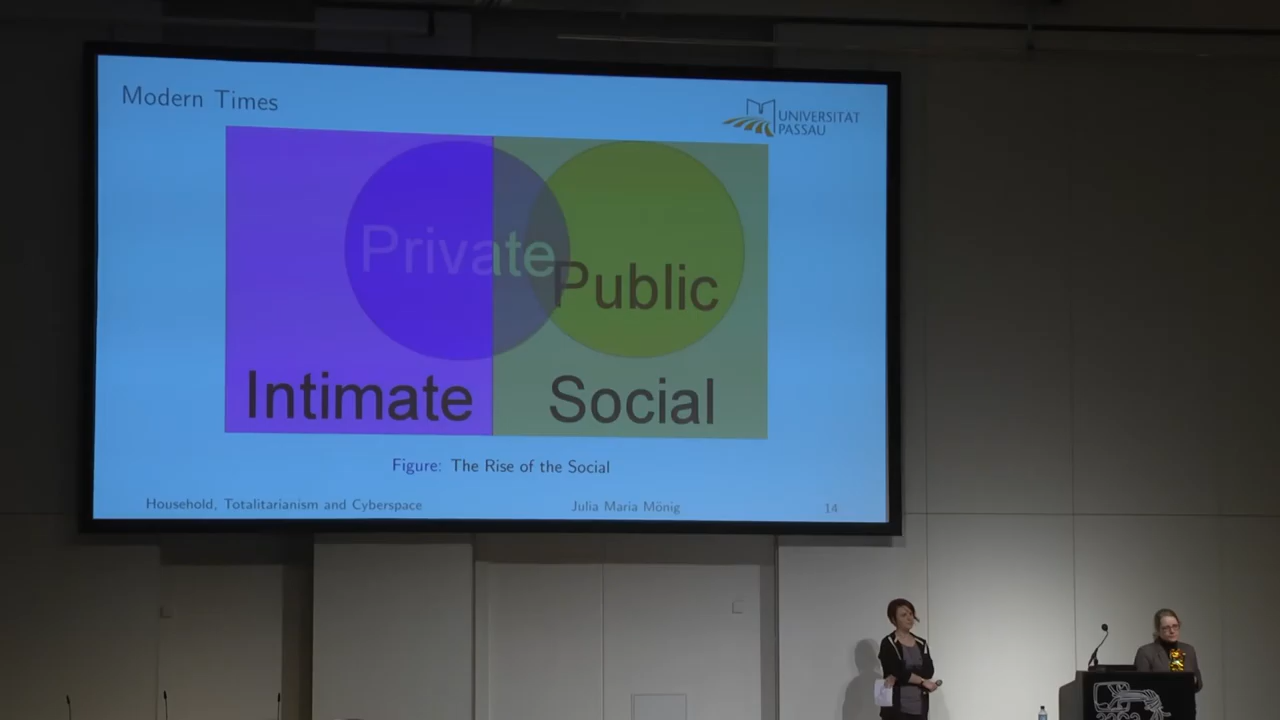 Modern Times
UNIVERSITÄT
PASSAU
Private
Public
Intimate
Social
Figure: The Rise of the Social
Household, Totalitarianism and Cyberspace
Julia Maria Mönig
14